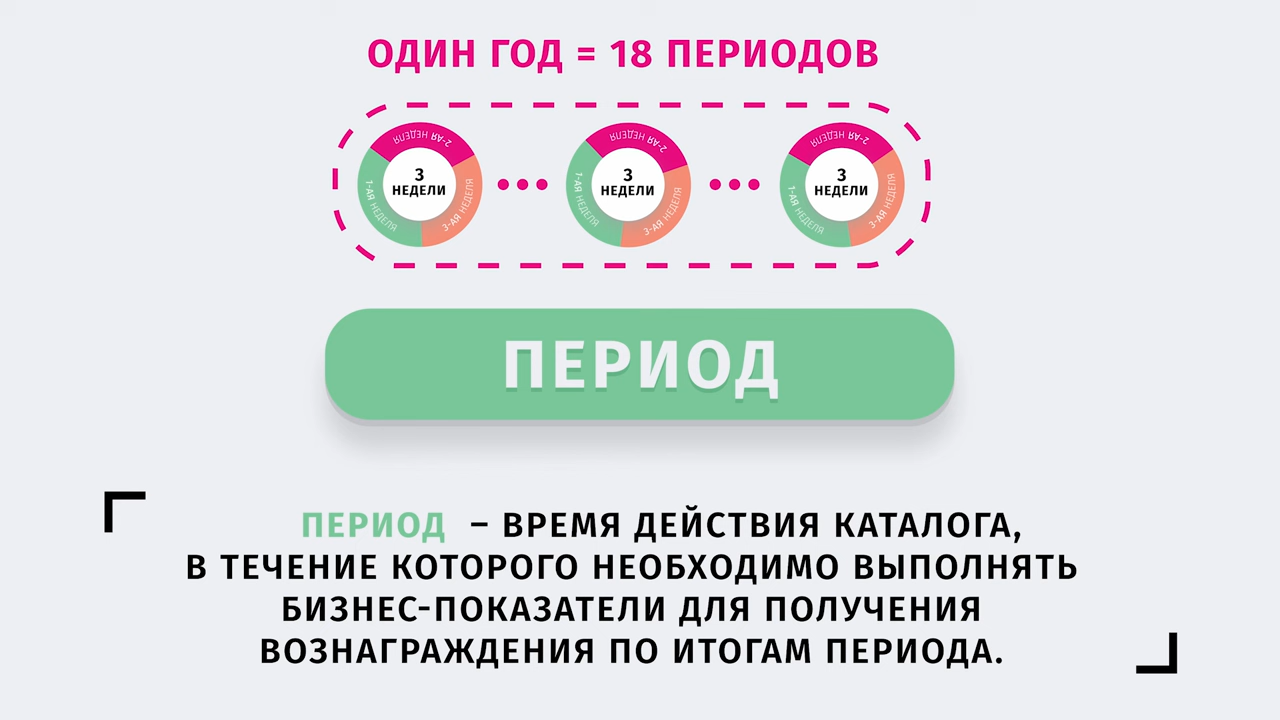 ОДИН ГОД = 18 ПЕРИОДОВ
1-АЯ НЕДЕЛЯ
2-АЯ НЕДЕЛЯ
3-АЯ НЕДЕЛЯ
3
НЕДЕЛИ
1-АЯ НЕДЕЛЯ
2-АЯ НЕДЕЛЯ
3-АЯ НЕДЕЛЯ
3
НЕДЕЛИ
1-АЯ НЕДЕЛЯ
2-АЯ НЕДЕЛЯ
3-АЯ НЕДЕЛЯ
3
НЕДЕЛИ
ПЕРИОД
ПЕРИОД – ВРЕМЯ ДЕЙСТВИЯ КАТАЛОГА,
В ТЕЧЕНИЕ КОТОРОГО НЕОБХОДИМО ВЫПОЛНЯТЬ
БИЗНЕС-ПОКАЗАТЕЛИ ДЛЯ ПОЛУЧЕНИЯ
ВОЗНАГРАЖДЕНИЯ ПО ИТОГАМ ПЕРИОДА.